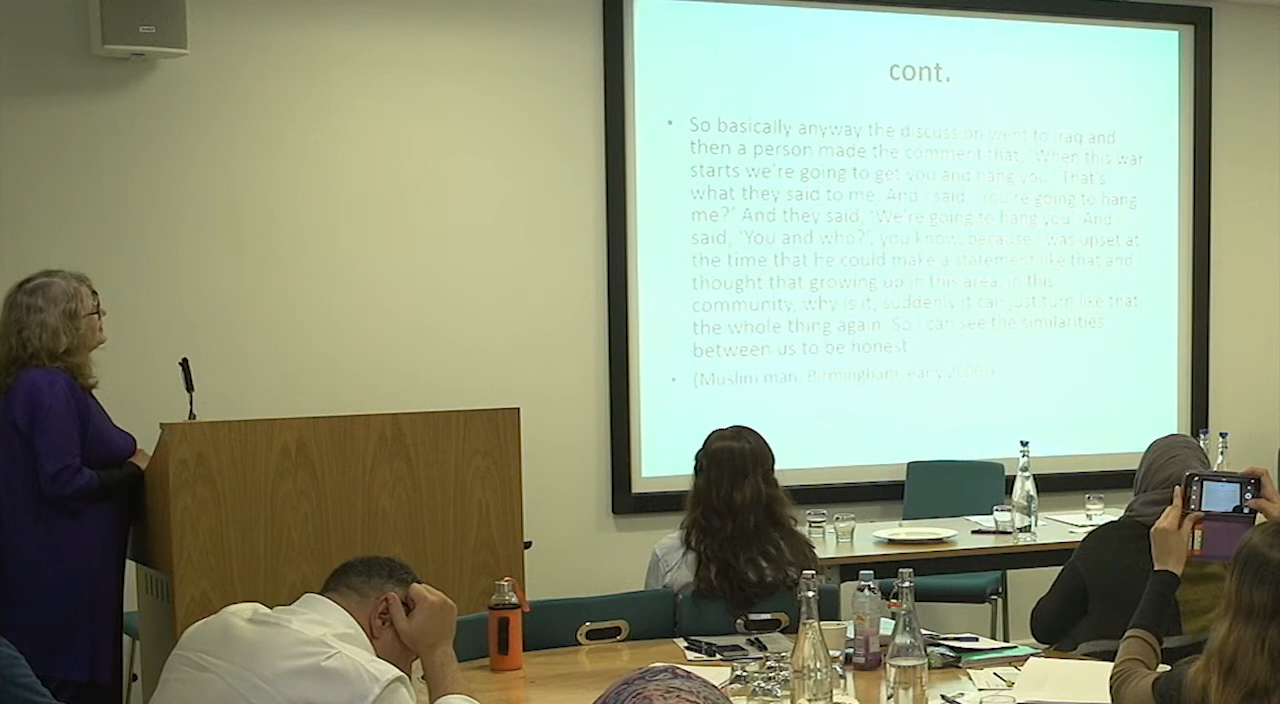 cont.
• So basically anyway the discussion went to Iraq and
then a person made the comment that, 'When this war
starts we're going to get you and hang you'. That's
what they said to me. And I said, 'You're going to hang
me?' And they said, 'We're going to hang you'. And I
said, 'You and who?', you know, because I was upset at
the time that he could make a statement like that and I
thought that growing up in this area, in this
community, why is it, suddenly it can just turn like that,
the whole thing again. So I can see the similarities
between us to be honest
• (Muslim man, Birmingham, early 2000s)